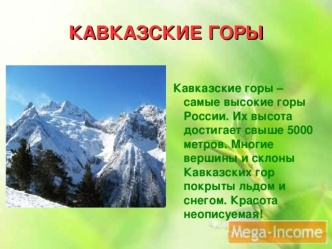 КАВКАЗСКИЕ ГОРЫ
Кавказские горы –
самые высокие горы
России. Их высота
достигает свыше 5000
метров. Многие
вершины и склоны
Кавказских гор
покрыты льдом и
снегом. Красота
неописуемая!
Mega-Income